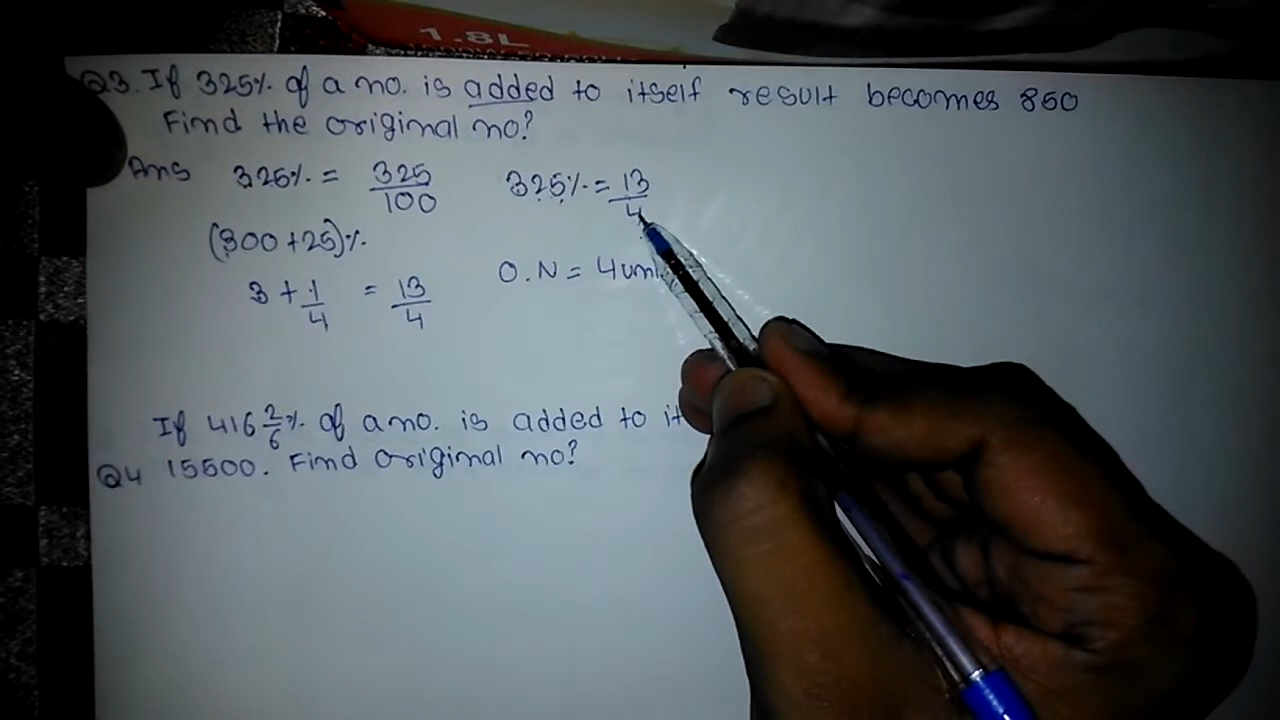 1.8L
Q3. If 325% of a no. is added to itself result becomes 850
Find the original no?
Ans 325% = 325/100 325% = 13/4
(300+25)%
3 + 1/4 = 13/4 O.N = 4
If 416 2/6% of a no. is added to
Q4 15500. Find original no?